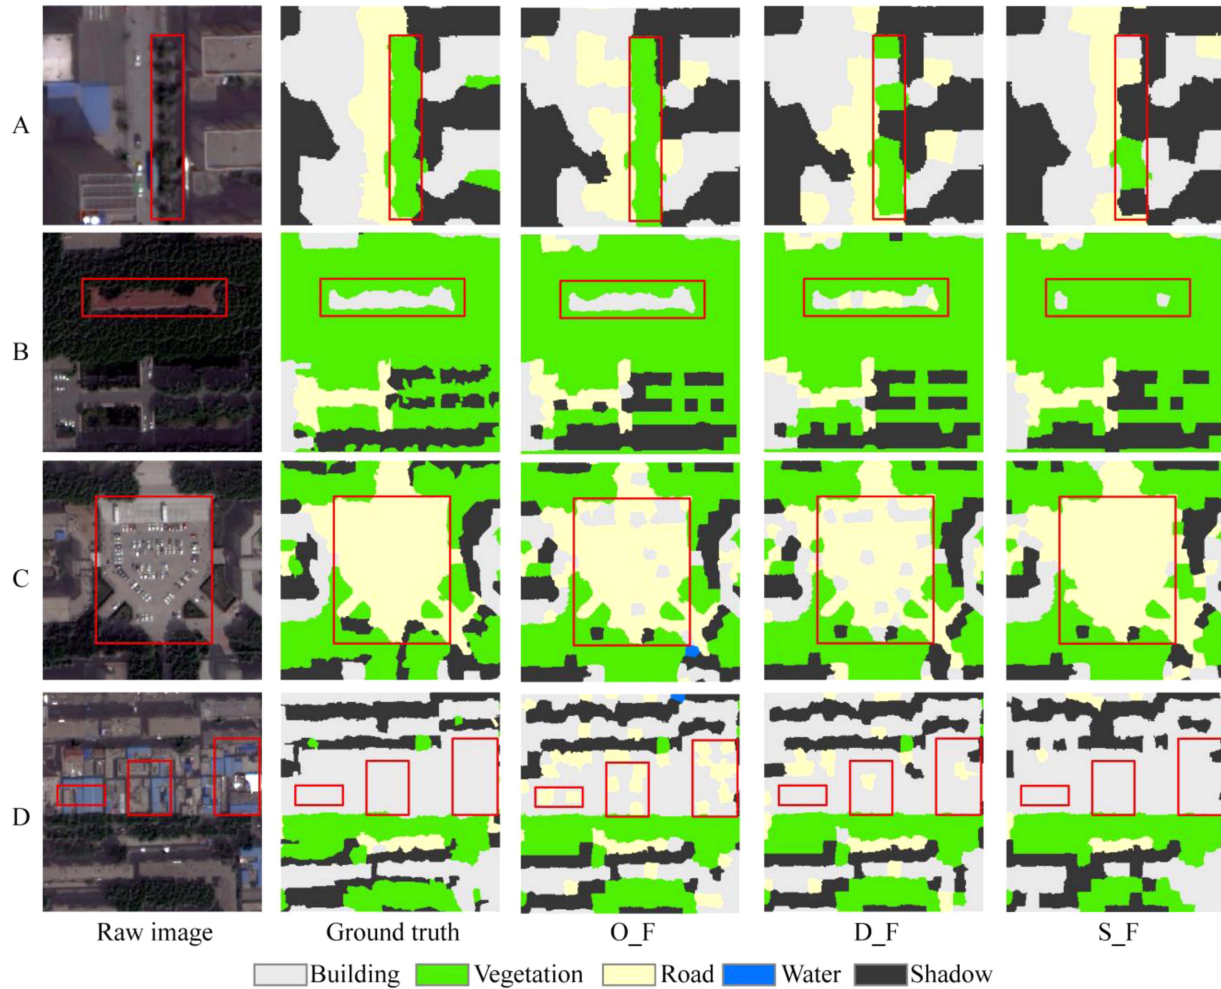 A
B
C
D
Raw image Ground truth O_F D_F S_F
Building Vegetation Road Water Shadow